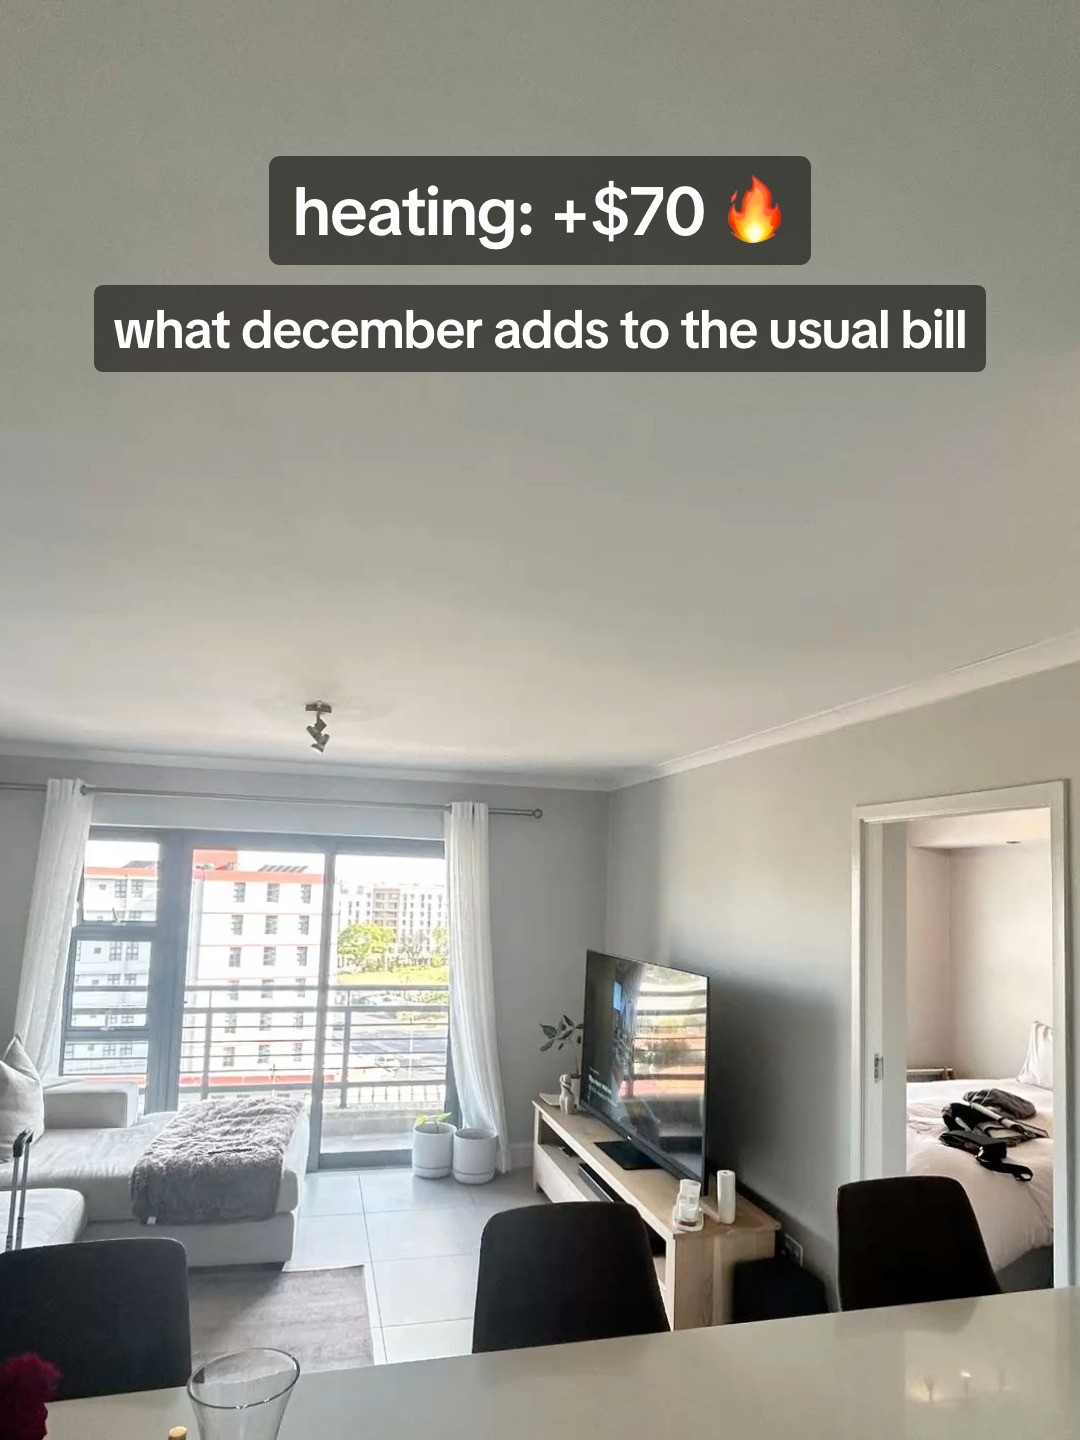 heating: +$70 🔥
what december adds to the usual bill